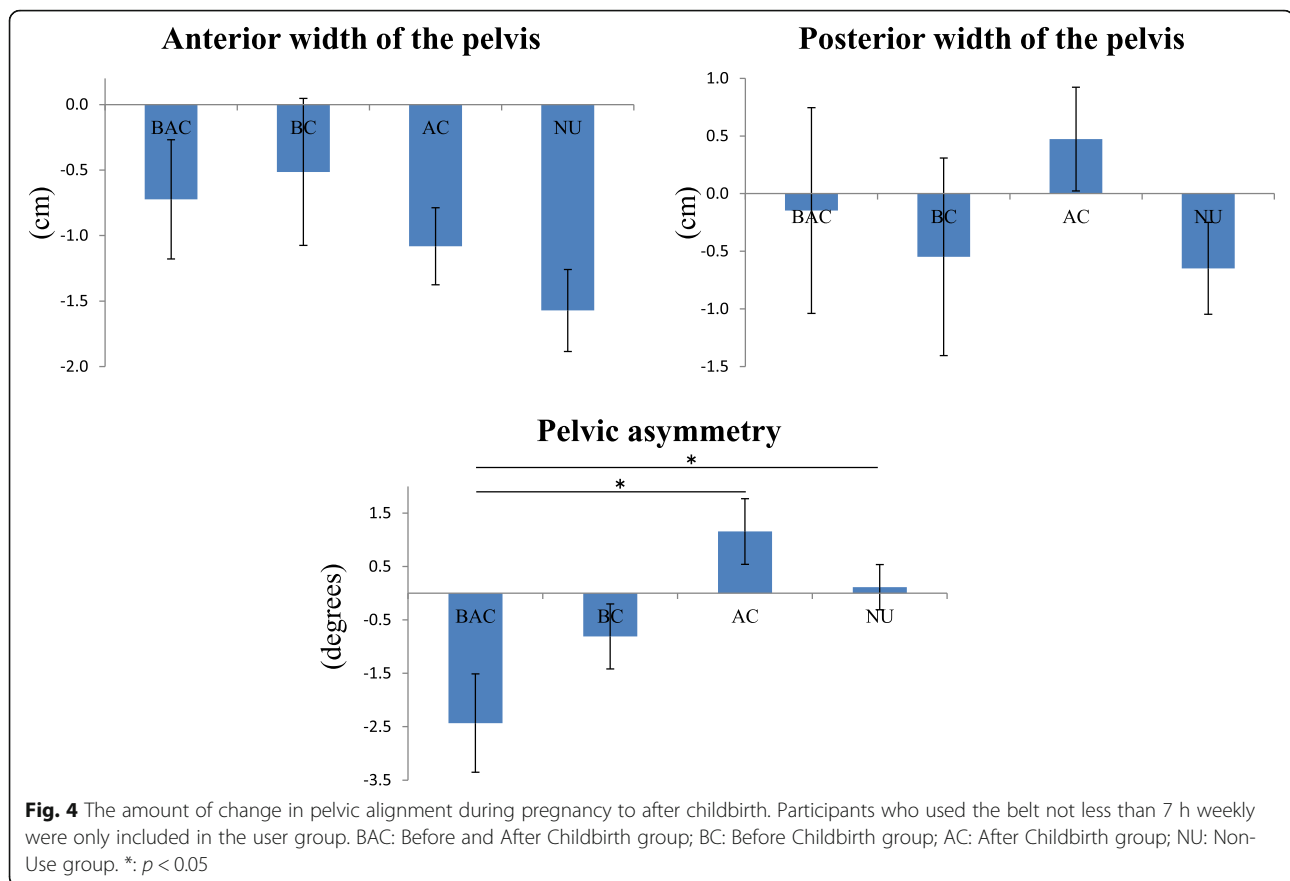 Anterior width of the pelvis
0.0
-0.5
-1.0
-1.5
-2.0
(cm)
BAC BC AC NU
Posterior width of the pelvis
1.0
0.5
0.0
-0.5
-1.0
-1.5
(cm)
BAC BC AC NU
Pelvic asymmetry
*
*
1.5
0.5
-0.5
-1.5
-2.5
-3.5
(degrees)
BAC BC AC NU
Fig. 4 The amount of change in pelvic alignment during pregnancy to after childbirth. Participants who used the belt not less than 7 h weekly
were only included in the user group. BAC: Before and After Childbirth group; BC: Before Childbirth group; AC: After Childbirth group; NU: Non-
Use group. *: p < 0.05